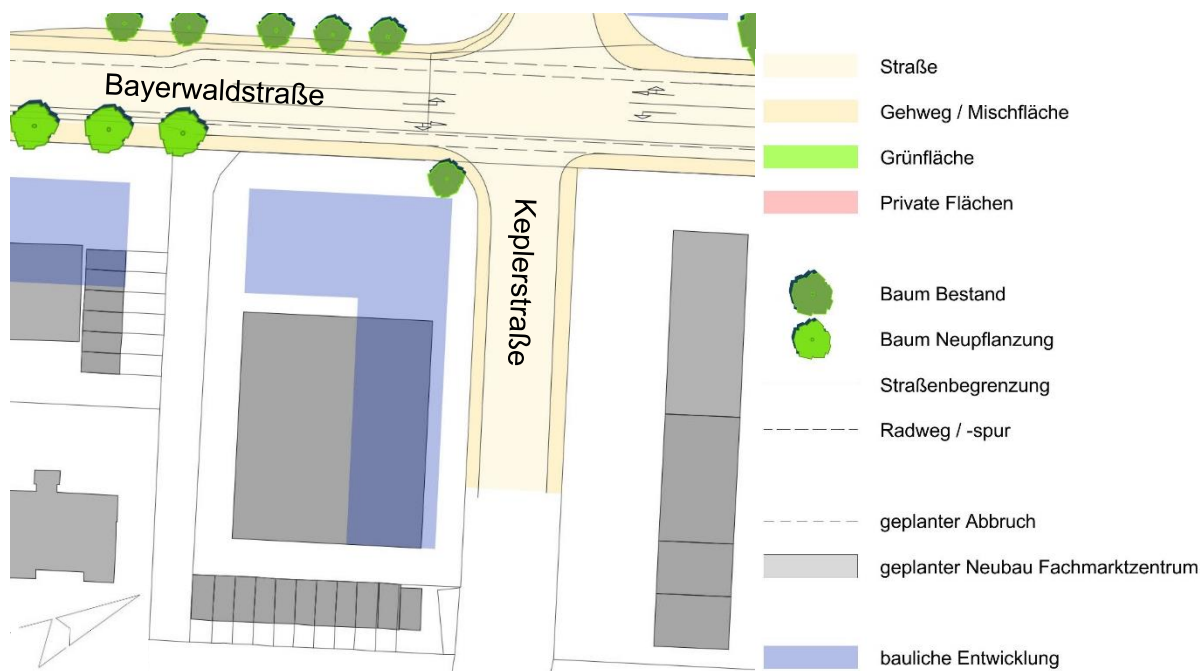 Bayerwaldstraße
Keplerstraße
Straße
Gehweg / Mischfläche
Grünfläche
Private Flächen
Baum Bestand
Baum Neupflanzung
Straßenbegrenzung
Radweg / -spur
geplanter Abbruch
geplanter Neubau Fachmarktzentrum
bauliche Entwicklung